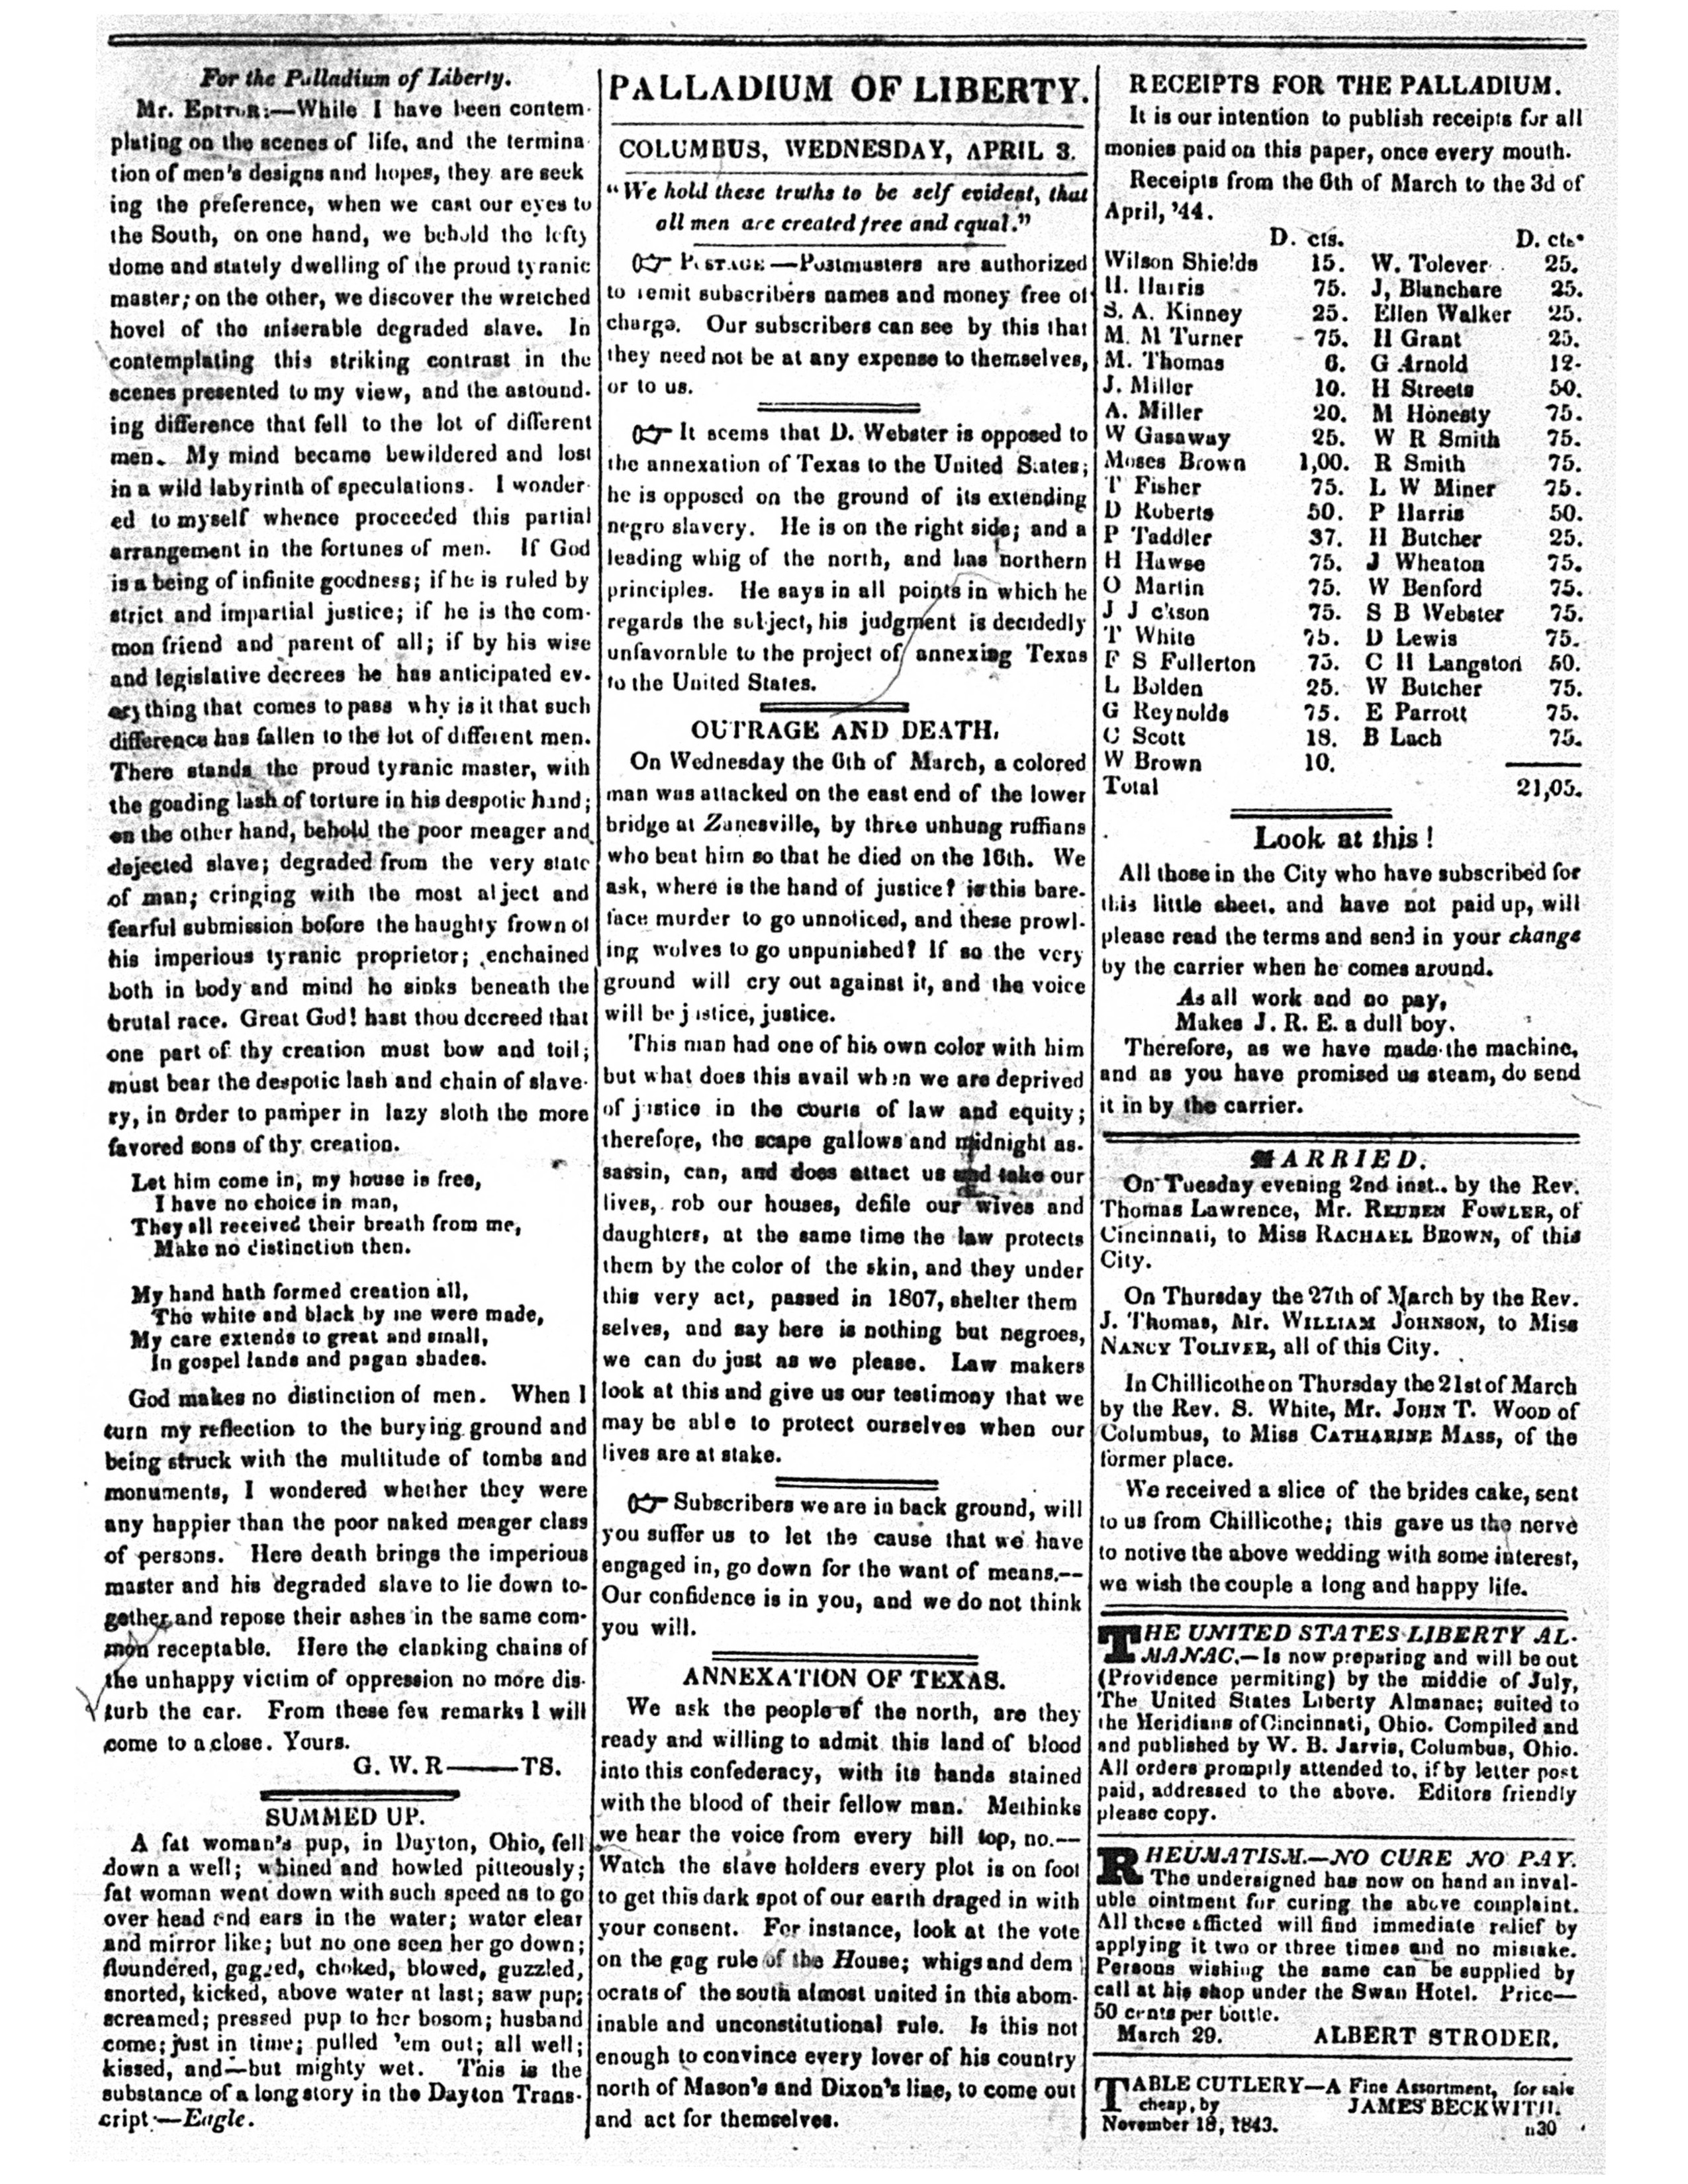 For the Palladium of Liberty.
Mr. EDITOR:—While I have been contem-
plating on the scenes of life, and the termina
tion of men's designs and hopes, they are seek
ing the preference, when we cast our eyes to
the South, on one hand, we behold the lofty
dome and stately dwelling of the proud tyranic
master; on the other, we discover the wretched
hovel of the miserable degraded slave. In
contemplating this striking contrast in the
scenes presented to my view, and the astound.
ing difference that fell to the lot of different
men. My mind became bewildered and lost
in a wild labyrinth of speculations. I wonder-
ed to myself whence proceeded this partial
arrangement in the fortunes of men. If God
is a being of infinite goodness; if he is ruled by
strict and impartial justice; if he is the com-
mon friend and parent of all; if by his wise
and legislative decrees he has anticipated ev.
erything that comes to pass why is it that such
difference has fallen to the lot of different men.
There stands the proud tyranic master, with
the goading lash of torture in his despotic hand;
on the other hand, behold the poor meager and
dejected slave; degraded from the very state
of man; cringing with the most abject and
fearful submission before the haughty frown of
his imperious tyranic proprietor; enchained
both in body and mind he sinks beneath the
brutal race. Great God! hast thou decreed that
one part of thy creation must bow and toil;
must bear the despotic lash and chain of slave-
ry, in order to pamper in lazy sloth the more
favored sons of thy creation.
Let him come in, my house is free,
I have no choice in man,
They all received their breath from me,
Make no distinction then.
My hand hath formed creation all,
The white and black by me were made,
My care extends to great and small,
In gospel lands and pagan shades.
God makes no distinction of men. When I
turn my reflection to the burying ground and
being struck with the multitude of tombs and
monuments, I wondered whether they were
any happier than the poor naked meager class
of persons. Here death brings the imperious
master and his degraded slave to lie down to-
gether and repose their ashes in the same com-
mon receptable. Here the clanking chains of
the unhappy victim of oppression no more dis-
turb the ear. From these few remarks I will
come to a close. Yours.
G. W. R——TS.
SUMMED UP.
A fat woman's pup, in Dayton, Ohio, fell
down a well; whined and howled pitteously;
fat woman went down with such speed as to go
over head and ears in the water; water clear
and mirror like; but no one seen her go down;
floundered, gagged, choked, blowed, guzzled,
snorted, kicked, above water at last; saw pup;
screamed; pressed pup to her bosom; husband
come; just in time; pulled 'em out; all well;
kissed, and—but mighty wet. This is the
substance of a long story in the Dayton Trans-
cript—Eagle.
PALLADIUM OF LIBERTY.
COLUMBUS, WEDNESDAY, APRIL 3.
"We hold these truths to be self evident, that
all men are created free and equal."
☞ POSTAGE—Postmasters are authorized
to remit subscribers names and money free of
charge. Our subscribers can see by this that
they need not be at any expense to themselves,
or to us.
☞ It seems that D. Webster is opposed to
the annexation of Texas to the United States;
he is opposed on the ground of its extending
negro slavery. He is on the right side; and a
leading whig of the north, and has northern
principles. He says in all points in which he
regards the subject, his judgment is decidedly
unfavorable to the project of annexing Texas
to the United States.
OUTRAGE AND DEATH.
On Wednesday the 6th of March, a colored
man was attacked on the east end of the lower
bridge at Zanesville, by three unhung ruffians
who beat him so that he died on the 16th. We
ask, where is the hand of justice? is this bare-
face murder to go unnoticed, and these prowl-
ing wolves to go unpunished? If so the very
ground will cry out against it, and the voice
will be justice, justice.
This man had one of his own color with him
but what does this avail when we are deprived
of justice in the courts of law and equity;
therefore, the scape gallows and midnight as-
sassin, can, and does attact us and take our
lives, rob our houses, defile our wives and
daughters, at the same time the law protects
them by the color of the skin, and they under
this very act, passed in 1807, shelter them
selves, and say here is nothing but negroes,
we can do just as we please. Law makers
look at this and give us our testimony that we
may be able to protect ourselves when our
lives are at stake.
☞ Subscribers we are in back ground, will
you suffer us to let the cause that we have
engaged in, go down for the want of means.--
Our confidence is in you, and we do not think
you will.
ANNEXATION OF TEXAS.
We ask the people of the north, are they
ready and willing to admit this land of blood
into this confederacy, with its hands stained
with the blood of their fellow man. Methinks
we hear the voice from every hill top, no.—
Watch the slave holders every plot is on foot
to get this dark spot of our earth draged in with
your consent. For instance, look at the vote
on the gag rule of the House; whigs and dem
ocrats of the south almost united in this abom-
inable and unconstitutional rule. Is this not
enough to convince every lover of his country
north of Mason's and Dixon's line, to come out
and act for themselves.
RECEIPTS FOR THE PALLADIUM.
It is our intention to publish receipts for all
monies paid on this paper, once every mouth.
Receipts from the 6th of March to the 3d of
April, '44.
D. cts. D. cts.
Wilson Shields 15. W. Tolever 25.
H. Harris 75. J, Blanchare 25.
S. A. Kinney 25. Ellen Walker 25.
M. M Turner 75. H Grant 25.
M. Thomas 6. G Arnold 12-
J. Miller 10. H Streets 50.
A. Miller 20. M Honesty 75.
W Gasaway 25. W R Smith 75.
Moses Brown 1,00. R Smith 75.
T Fisher 75. L W Miner 75.
D Roberts 50. P Harris 50.
P Taddler 37. H Butcher 25.
H Hawse 75. J Wheaton 75.
O Martin 75. W Benford 75.
J Jackson 75. S B Webster 75.
T White 75. D Lewis 75.
F S Fullerton 75. C H Langston 50.
L Bolden 25. W Butcher 75.
G Reynolds 75. E Parrott 75.
C Scott 18. B Lach 75.
W Brown 10.
Total 21,05.
Look at this!
All those in the City who have subscribed for
this little sheet, and have not paid up, will
please read the terms and send in your change
by the carrier when he comes around.
As all work and no pay,
Makes J. R. E. a dull boy.
Therefore, as we have made the machine,
and as you have promised us steam, do send
it in by the carrier.
MARRIED.
On Tuesday evening 2nd inst.. by the Rev.
Thomas Lawrence, Mr. REUBEN FOWLER, of
Cincinnati, to Miss RACHAEL BROWN, of this
City.
On Thursday the 27th of March by the Rev.
J. Thomas, Mr. WILLIAM JOHNSON, to Miss
NANCY TOLIVER, all of this City.
In Chillicothe on Thursday the 21st of March
by the Rev. S. White, Mr. JOHN T. WOOD of
Columbus, to Miss CATHARINE MASS, of the
former place.
We received a slice of the brides cake, sent
to us from Chillicothe; this gave us the nerve
to notive the above wedding with some interest,
we wish the couple a long and happy life.
THE UNITED STATES LIBERTY AL-
MANAC.—Is now preparing and will be out
(Providence permiting) by the middle of July,
The United States Liberty Almanac; suited to
the Meridians of Cincinnati, Ohio. Compiled and
and published by W. B. Jarvis, Columbus, Ohio.
All orders promptly attended to, if by letter post
paid, addressed to the above. Editors friendly
please copy.
RHEUMATISM.—NO CURE NO PAY.
The undersigned has now on hand an inval-
uble ointment for curing the above complaint.
All these afflicted will find immediate relief by
applying it two or three times and no mistake.
Persons wishing the same can be supplied by
call at his shop under the Swan Hotel. Price—
50 cents per bottle.
March 29. ALBERT STRODER.
TABLE CUTLERY—A Fine Assortment, for sale
cheap, by JAMES BECKWITH.
November 18, 1843. n30